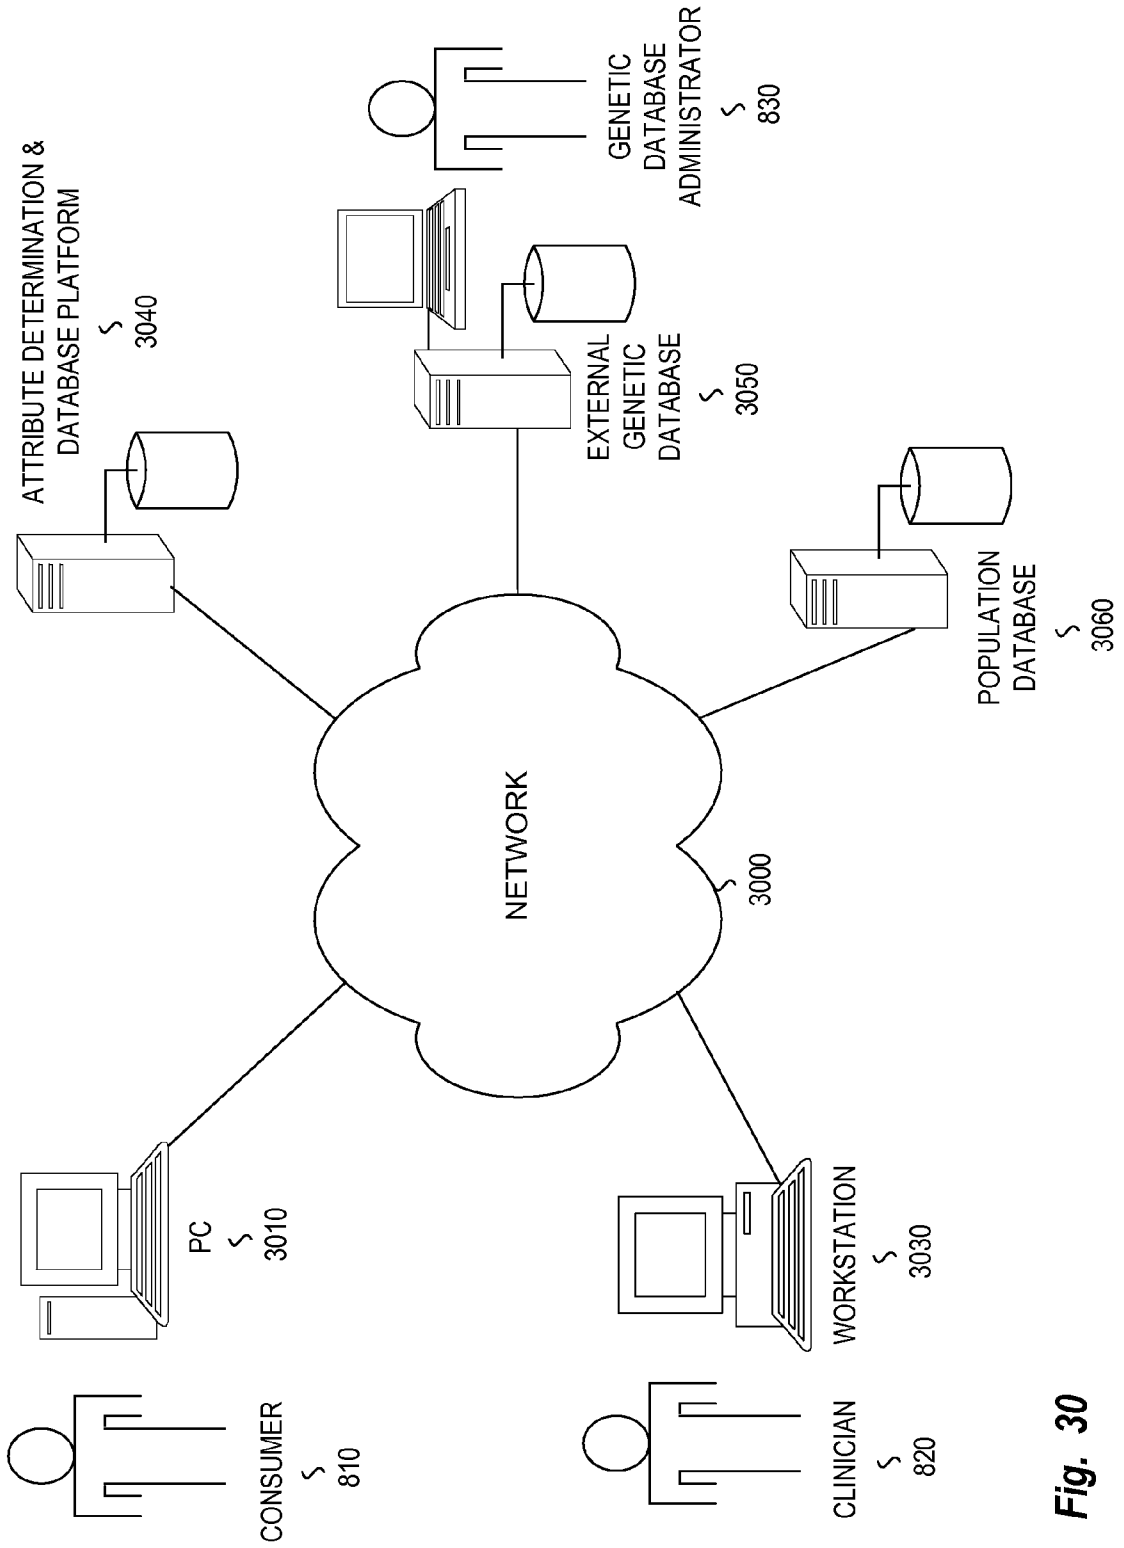 CONSUMER
810
PC
3010
ATTRIBUTE DETERMINATION &
DATABASE PLATFORM
3040
GENETIC
DATABASE
ADMINISTRATOR
830
NETWORK
3000
EXTERNAL
GENETIC
DATABASE
3050
CLINICIAN
820
WORKSTATION
3030
POPULATION
DATABASE
3060
Fig. 30